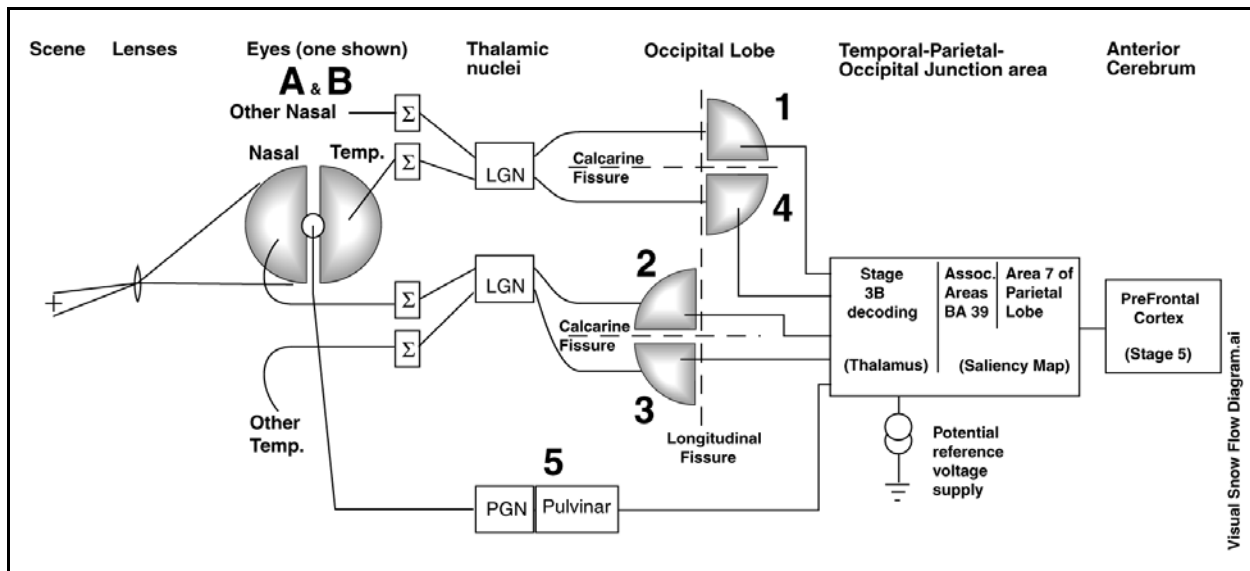 Scene
Lenses
Eyes (one shown)
Thalamic
nuclei
Occipital Lobe
Temporal-Parietal-
Occipital Junction area
Anterior
Cerebrum
A & B
Other Nasal
Σ
Nasal
Temp.
Σ
LGN
Calcarine
Fissure
1
4
Σ
LGN
2
Calcarine
Fissure
Σ
3
Other
Temp.
Longitudinal
Fissure
5
PGN
Pulvinar
Stage
3B
decoding
(Thalamus)
Assoc.
Areas
BA 39
Area 7 of
Parietal
Lobe
(Saliency Map)
PreFrontal
Cortex
(Stage 5)
Potential
reference
voltage
supply
Visual Snow Flow Diagram.ai